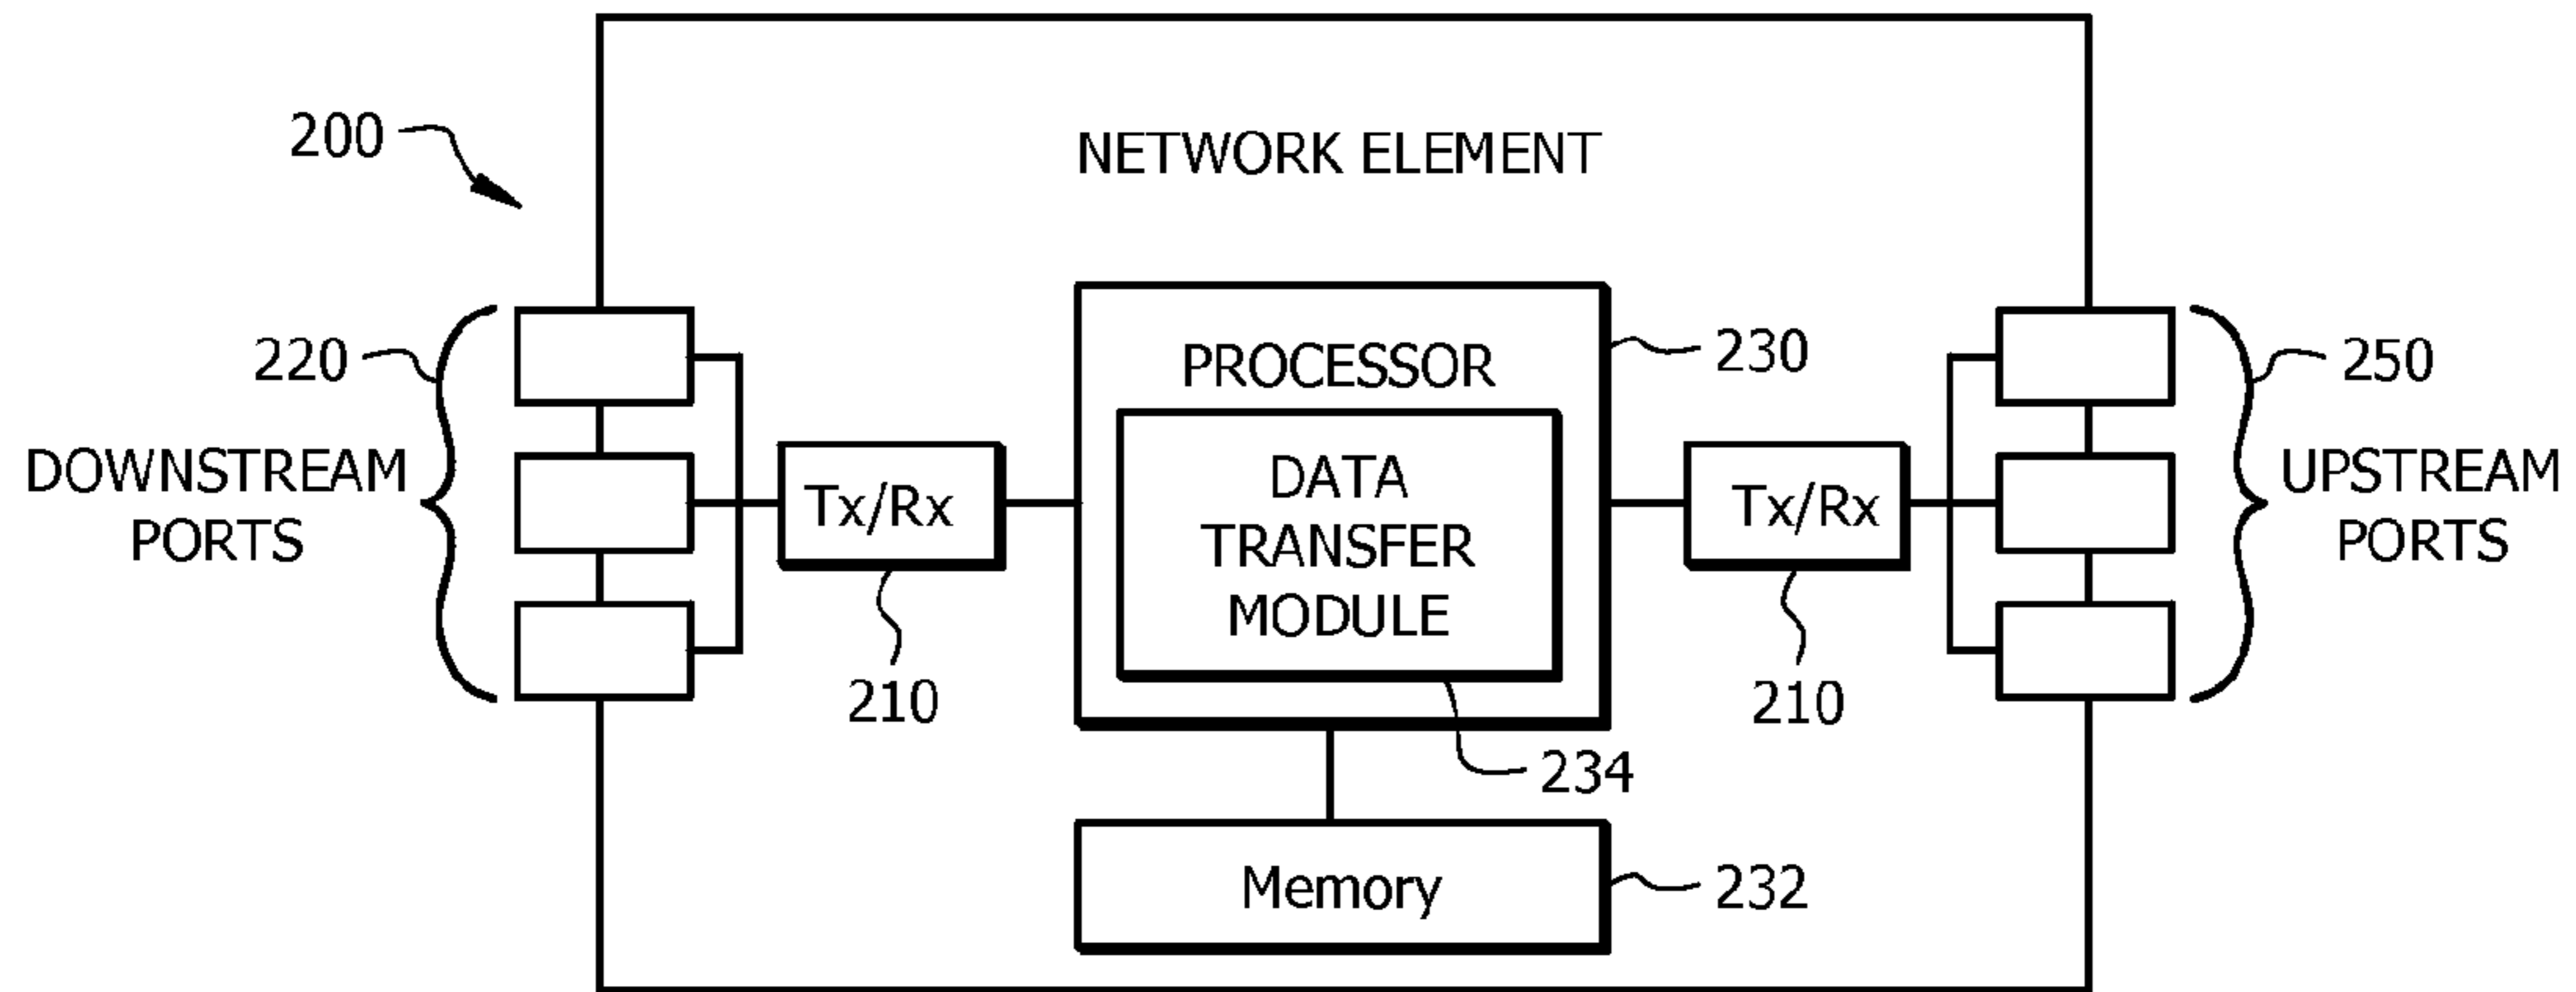 200
NETWORK ELEMENT
220
DOWNSTREAM
PORTS
Tx/Rx
210
PROCESSOR
230
DATA
TRANSFER
MODULE
234
Memory
232
Tx/Rx
210
250
UPSTREAM
PORTS